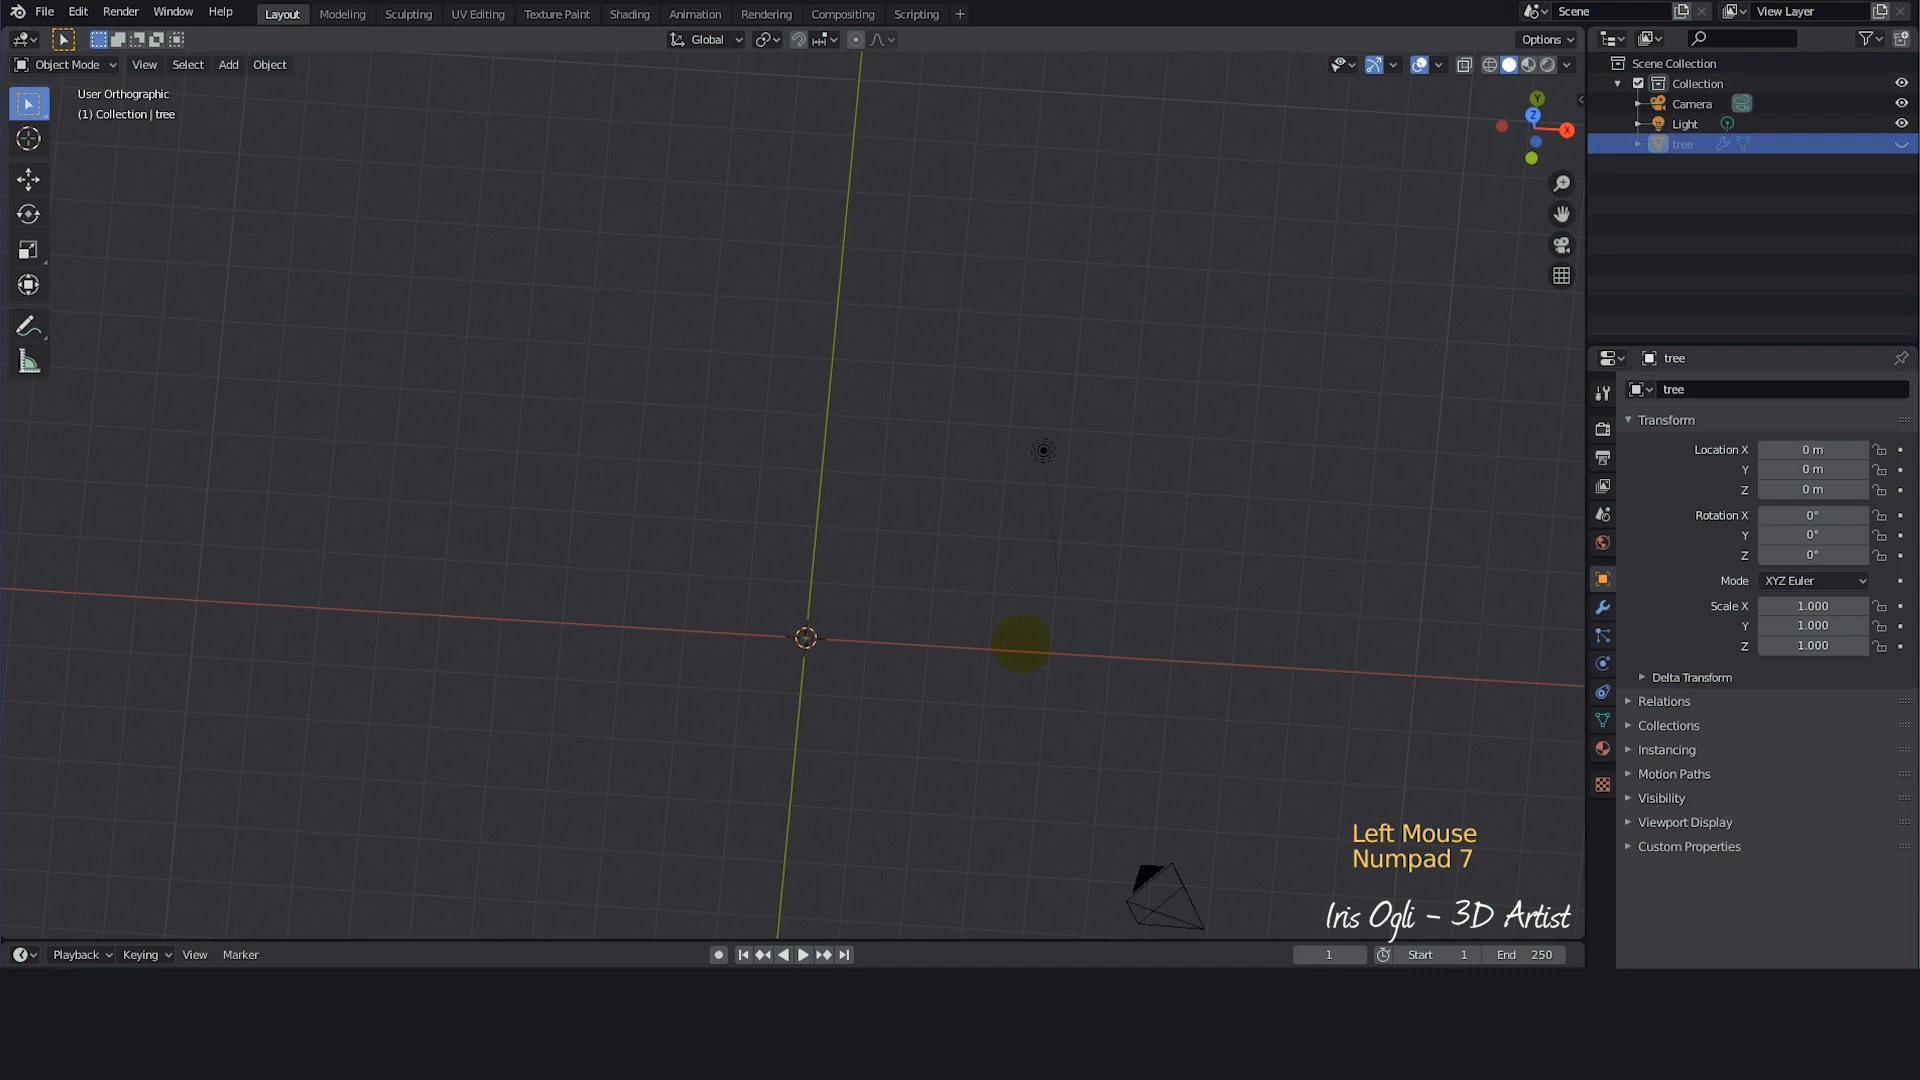 File Edit Render Window Help Layout Modeling Sculpting UV Editing Texture Paint Shading Animation Rendering Compositing Scripting + Scene View Layer
Global Options
Object Mode View Select Add Object
User Orthographic
(1) Collection | tree
Y
Z
X
Scene Collection
Collection
Camera
Light
tree
tree
tree
Transform
Location X 0 m
Y 0 m
Z 0 m
Rotation X 0°
Y 0°
Z 0°
Mode XYZ Euler
Scale X 1.000
Y 1.000
Z 1.000
Delta Transform
Relations
Collections
Instancing
Motion Paths
Visibility
Viewport Display
Custom Properties
Left Mouse
Numpad 7
Iris Ogli - 3D Artist
Playback Keying View Marker 1 Start 1 End 250